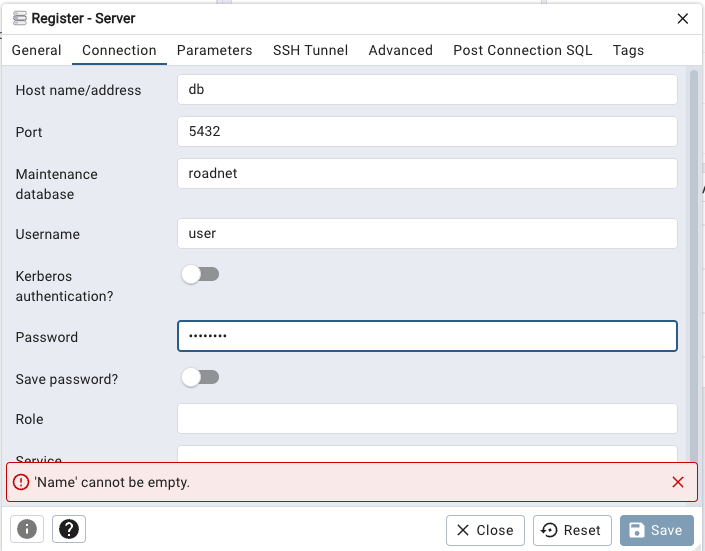 Register - Server
General Connection Parameters SSH Tunnel Advanced Post Connection SQL Tags
Host name/address db
Port 5432
Maintenance database roadnet
Username user
Kerberos authentication?
Password ••••••••
Save password?
Role
Service
'Name' cannot be empty.
Close Reset Save